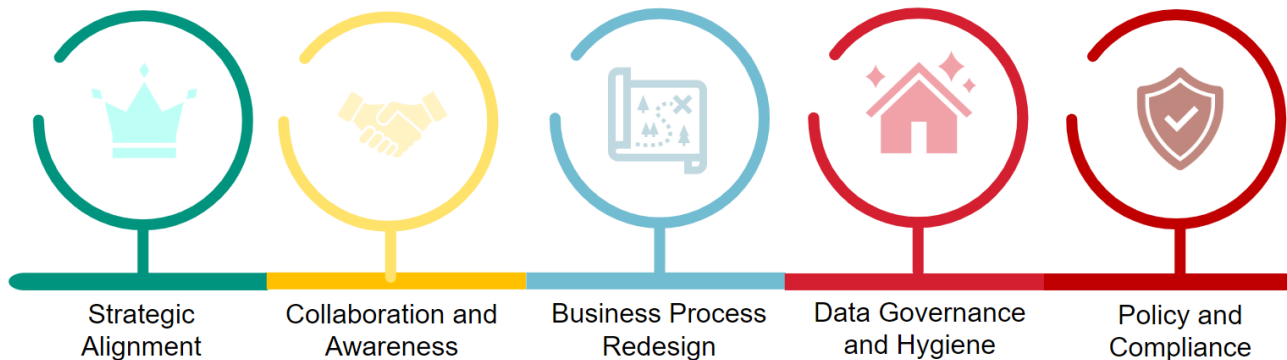 Strategic
Alignment
Collaboration and
Awareness
Business Process
Redesign
Data Governance
and Hygiene
Policy and
Compliance